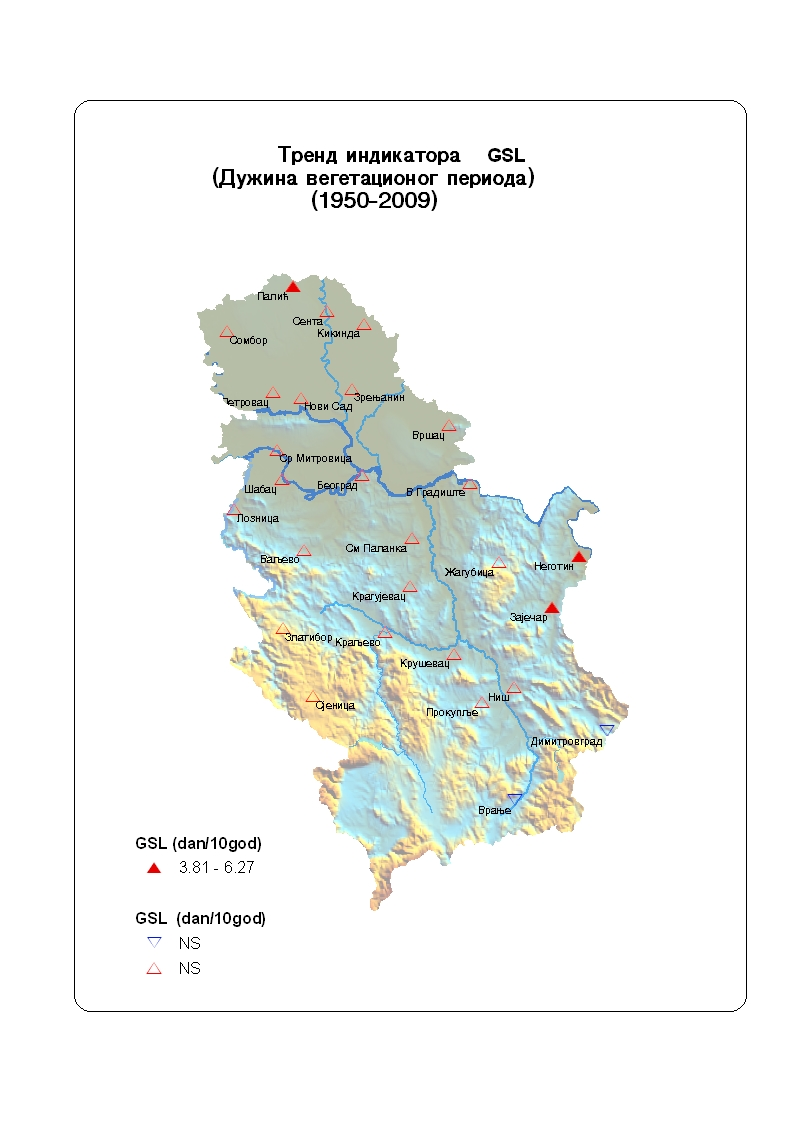 Тренд индикатора GSL
(Дужина вегетационог периода)
(1950-2009)
Палић
Сента
Кикинда
Сомбор
Петровац
Нови Сад
Зрењанин
Вршац
Ср Митровица
Шабац
Београд
В Градиште
Лозница
Ваљево
См Паланка
Жагубица
Неготин
Крагујевац
Зајечар
Златибор
Краљево
Крушевац
Ниш
Сјеница
Прокупље
Димитровград
Врање
GSL (dan/10god)
3.81 - 6.27
GSL (dan/10god)
NS
NS